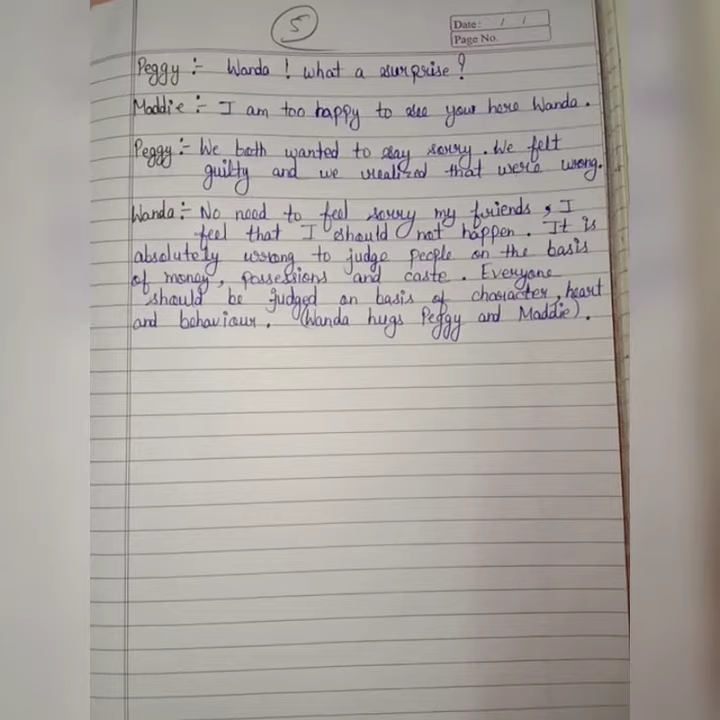 5
Date: / /
Page No.
Peggy :- Wanda ! what a surprise ?
Maddie :- I am too happy to see your here Wanda .
Peggy :- We both wanted to say sorry . We felt
guilty and we realized that were wrong.
Wanda :- No need to feel sorry my friends , I
feel that I should not happen . It is
absolutely wrong to judge people on the basis
of money , possessions and caste . Everyone
should be judged on basis of character , heart
and behaviour . (Wanda hugs Peggy and Maddie) .